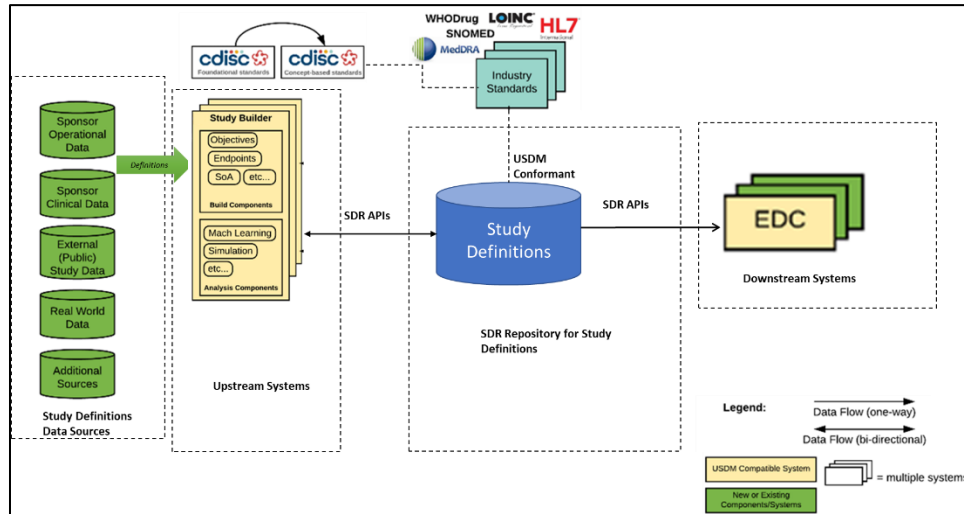 WHODrug
LOINC
SNOMED
HL7
International
MedDRA
cdisc
Foundational standards
cdisc
Concept-based standards
Industry
Standards
Sponsor
Operational
Data
Sponsor
Clinical Data
External
(Public)
Study Data
Real World
Data
Additional
Sources
Study Definitions
Data Sources
Definitions
Study Builder
Objectives
Endpoints
SoA
etc...
Build Components
Mach Learning
Simulation
etc...
Analysis Components
Upstream Systems
SDR APIs
USDM
Conformant
Study
Definitions
SDR Repository for Study
Definitions
SDR APIs
EDC
Downstream Systems
Legend:
Data Flow (one-way)
Data Flow (bi-directional)
USDM Compatible System
= multiple systems
New or Existing
Components/Systems